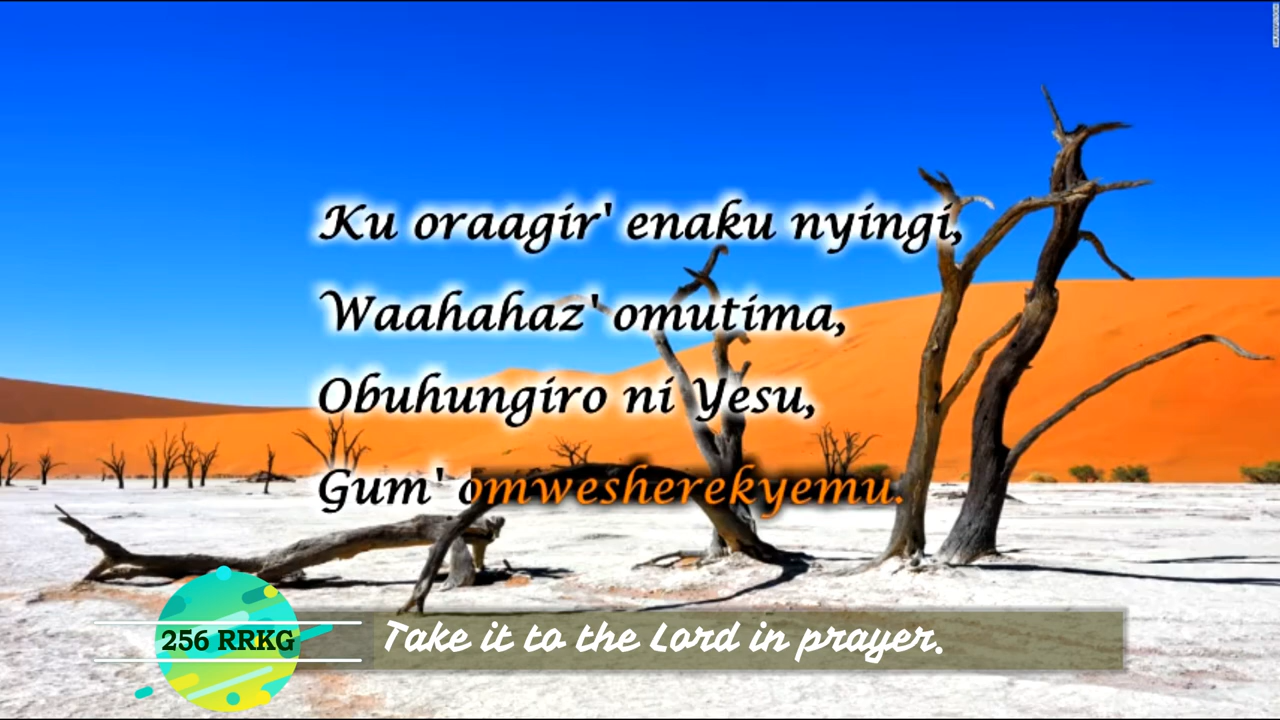 Ku oraagir' enaku nyingi,
Waahahaz' omutima,
Obuhungiro ni Yesu,
Gum' omwesherekyemu.
256 RRKG
Take it to the Lord in prayer.